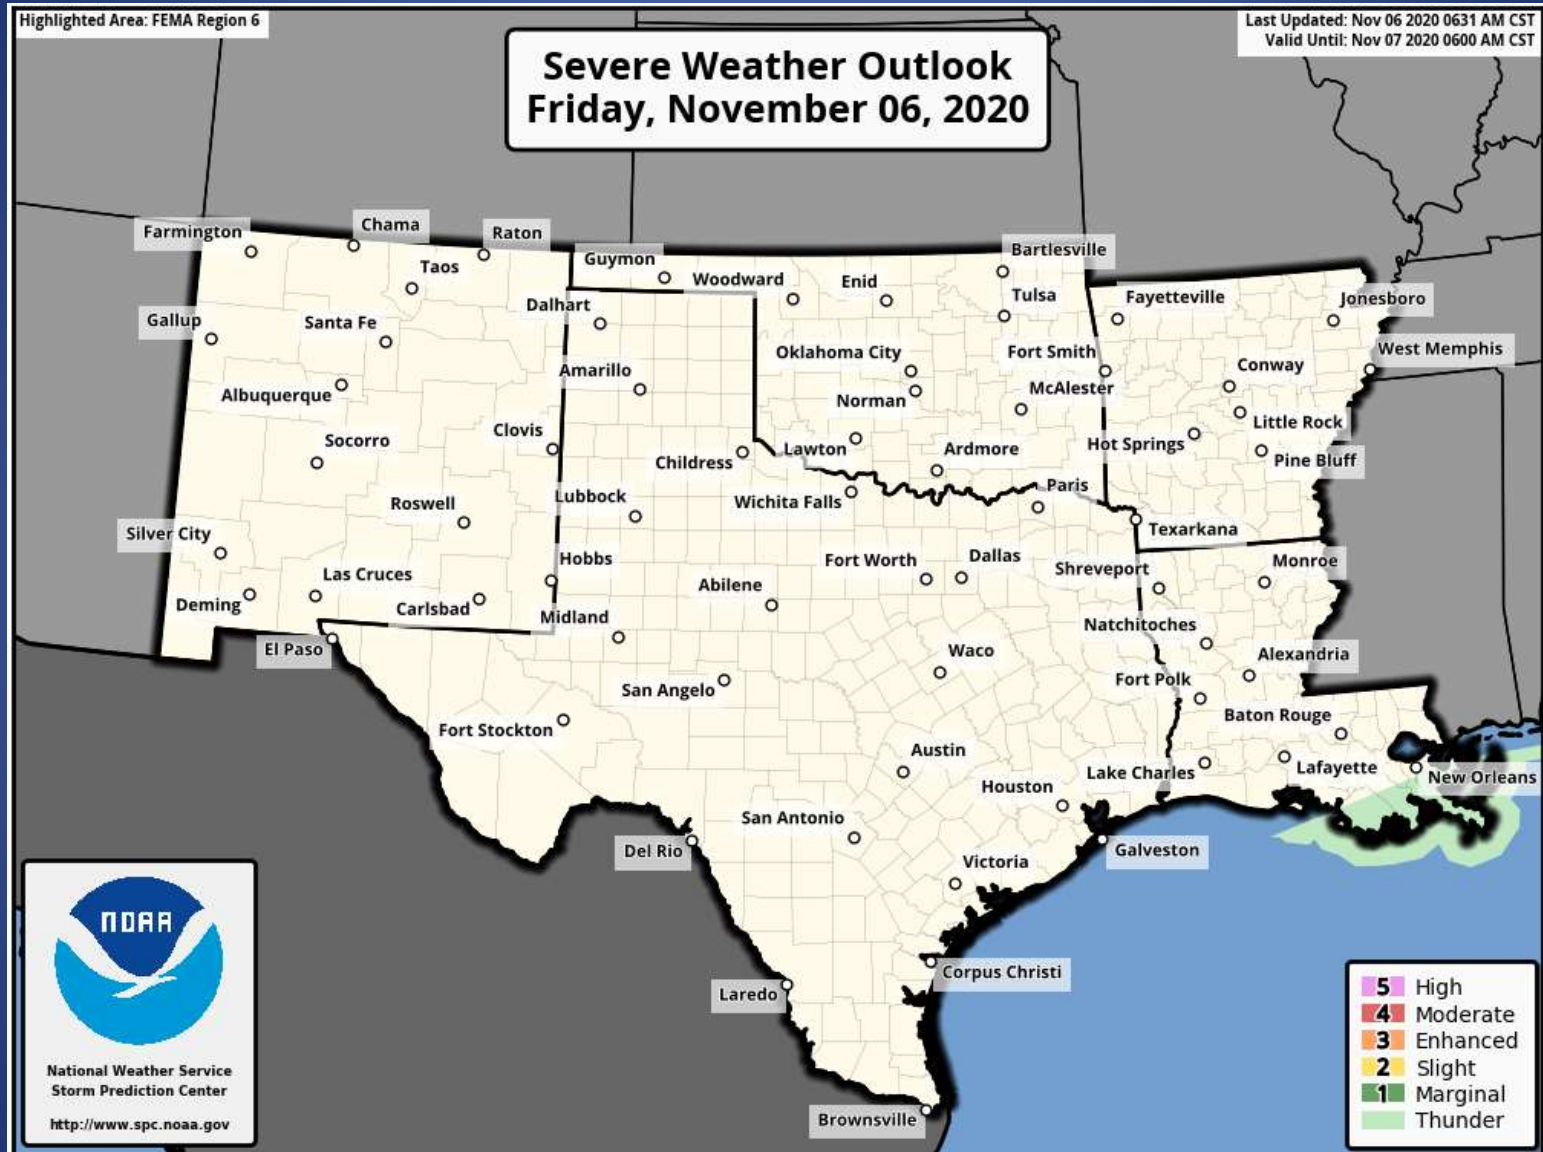 Highlighted Area: FEMA Region 6
Last Updated: Nov 06 2020 0631 AM CST
Valid Until: Nov 07 2020 0600 AM CST
Severe Weather Outlook
Friday, November 06, 2020
Farmington
Chama
Raton
Taos
Guymon
Woodward
Enid
Bartlesville
Tulsa
Fayetteville
Jonesboro
Gallup
Santa Fe
Dalhart
Oklahoma City
Fort Smith
West Memphis
Conway
Albuquerque
Amarillo
Norman
McAlester
Little Rock
Socorro
Clovis
Childress
Lawton
Ardmore
Hot Springs
Pine Bluff
Roswell
Lubbock
Wichita Falls
Paris
Texarkana
Silver City
Las Cruces
Hobbs
Abilene
Fort Worth
Dallas
Shreveport
Monroe
Deming
Carlsbad
Midland
Natchitoches
El Paso
San Angelo
Waco
Fort Polk
Alexandria
Fort Stockton
Baton Rouge
Austin
Houston
Lake Charles
Lafayette
New Orleans
Del Rio
San Antonio
Victoria
Galveston
Laredo
Corpus Christi
Brownsville
NOAA
National Weather Service
Storm Prediction Center
http://www.spc.noaa.gov
5 High
4 Moderate
3 Enhanced
2 Slight
1 Marginal
Thunder